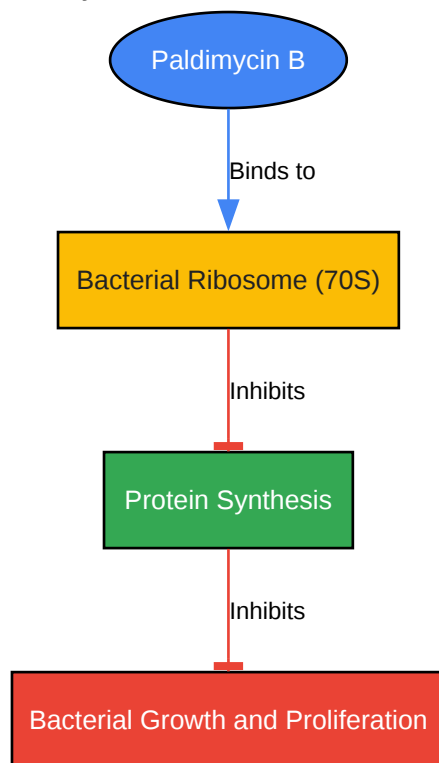 Paldimycin B
Binds to
Bacterial Ribosome (70S)
Inhibits
Protein Synthesis
Inhibits
Bacterial Growth and Proliferation